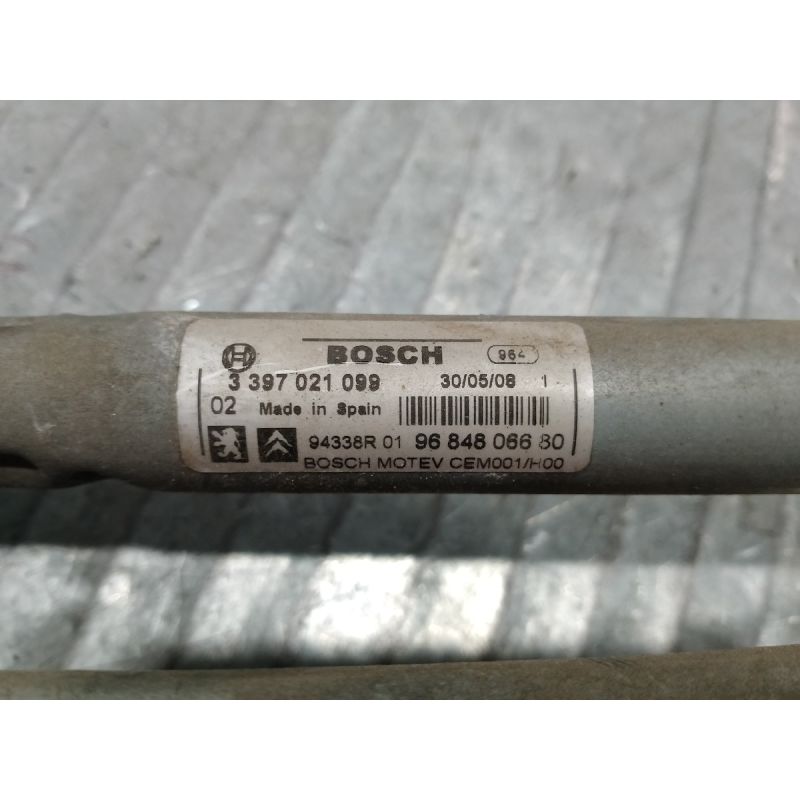 BOSCH 964
3 397 021 099 30/05/08 1
02 Made in Spain
94338R 01 96 848 066 80
BOSCH MOTEV CEM001/H00